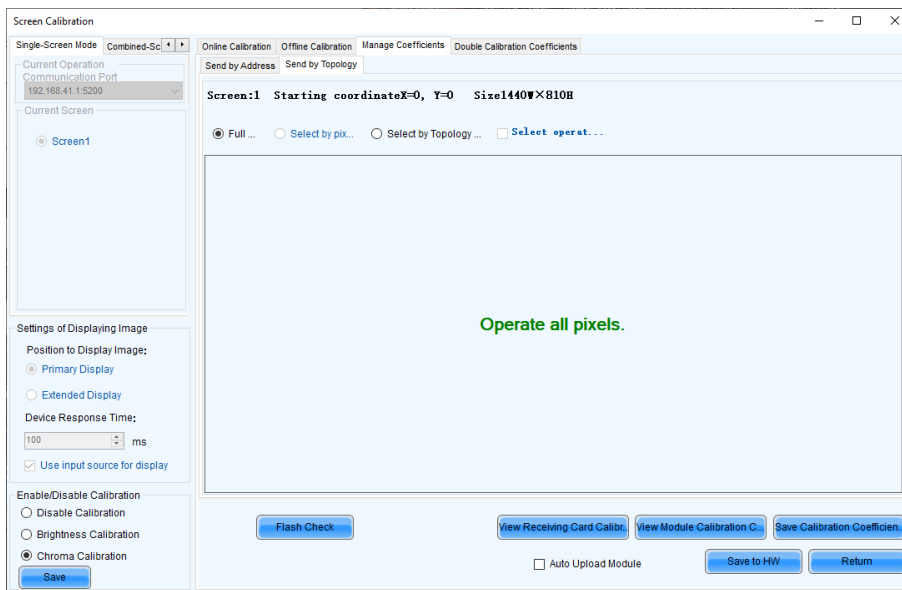 Screen Calibration
Single-Screen Mode Combined-Sc
Current Operation
Communication Port
192.168.41.1:5200
Current Screen
Screen1
Settings of Displaying Image
Position to Display Image:
Primary Display
Extended Display
Device Response Time:
100 ms
Use input source for display
Enable/Disable Calibration
Disable Calibration
Brightness Calibration
Chroma Calibration
Save
Online Calibration Offline Calibration Manage Coefficients Double Calibration Coefficients
Send by Address Send by Topology
Screen:1 Starting coordinateX=0, Y=0 Size1440W×810H
Full ... Select by pix... Select by Topology ... Select operat...
Operate all pixels.
Flash Check View Receiving Card Calibr. View Module Calibration C... Save Calibration Coefficien..
Auto Upload Module Save to HW Return